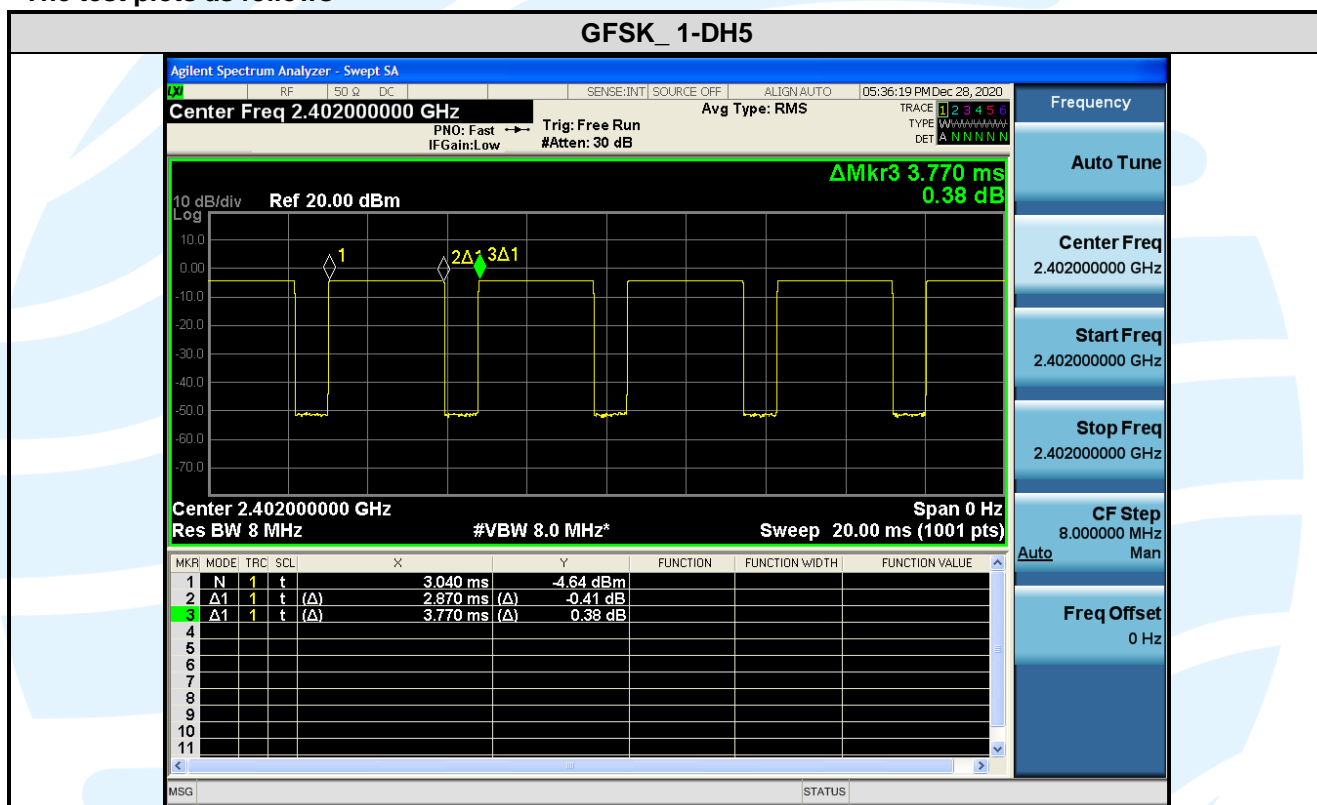 The test plots as follows
GFSK_ 1-DH5
Agilent Spectrum Analyzer - Swept SA
LXI RF 50 Ω DC SENSE:INT SOURCE OFF ALIGN AUTO 05:36:19 PM Dec 28, 2020
Center Freq 2.402000000 GHz
PNO: Fast
IFGain:Low
Trig: Free Run
#Atten: 30 dB
Avg Type: RMS
TRACE 1 2 3 4 5 6
TYPE WWWWWW
DET A N N N N N
ΔMkr3 3.770 ms
0.38 dB
10 dB/div Ref 20.00 dBm
Log
10.0
0.00
-10.0
-20.0
-30.0
-40.0
-50.0
-60.0
-70.0
1
2Δ1
3Δ1
Center 2.402000000 GHz Span 0 Hz
Res BW 8 MHz #VBW 8.0 MHz* Sweep 20.00 ms (1001 pts)
MKR MODE TRC SCL X Y FUNCTION FUNCTION WIDTH FUNCTION VALUE
1 N 1 t 3.040 ms -4.64 dBm
2 Δ1 1 t (Δ) 2.870 ms (Δ) -0.41 dB
3 Δ1 1 t (Δ) 3.770 ms (Δ) 0.38 dB
4
5
6
7
8
9
10
11
MSG STATUS
Frequency
Auto Tune
Center Freq
2.402000000 GHz
Start Freq
2.402000000 GHz
Stop Freq
2.402000000 GHz
CF Step
8.000000 MHz
Auto Man
Freq Offset
0 Hz